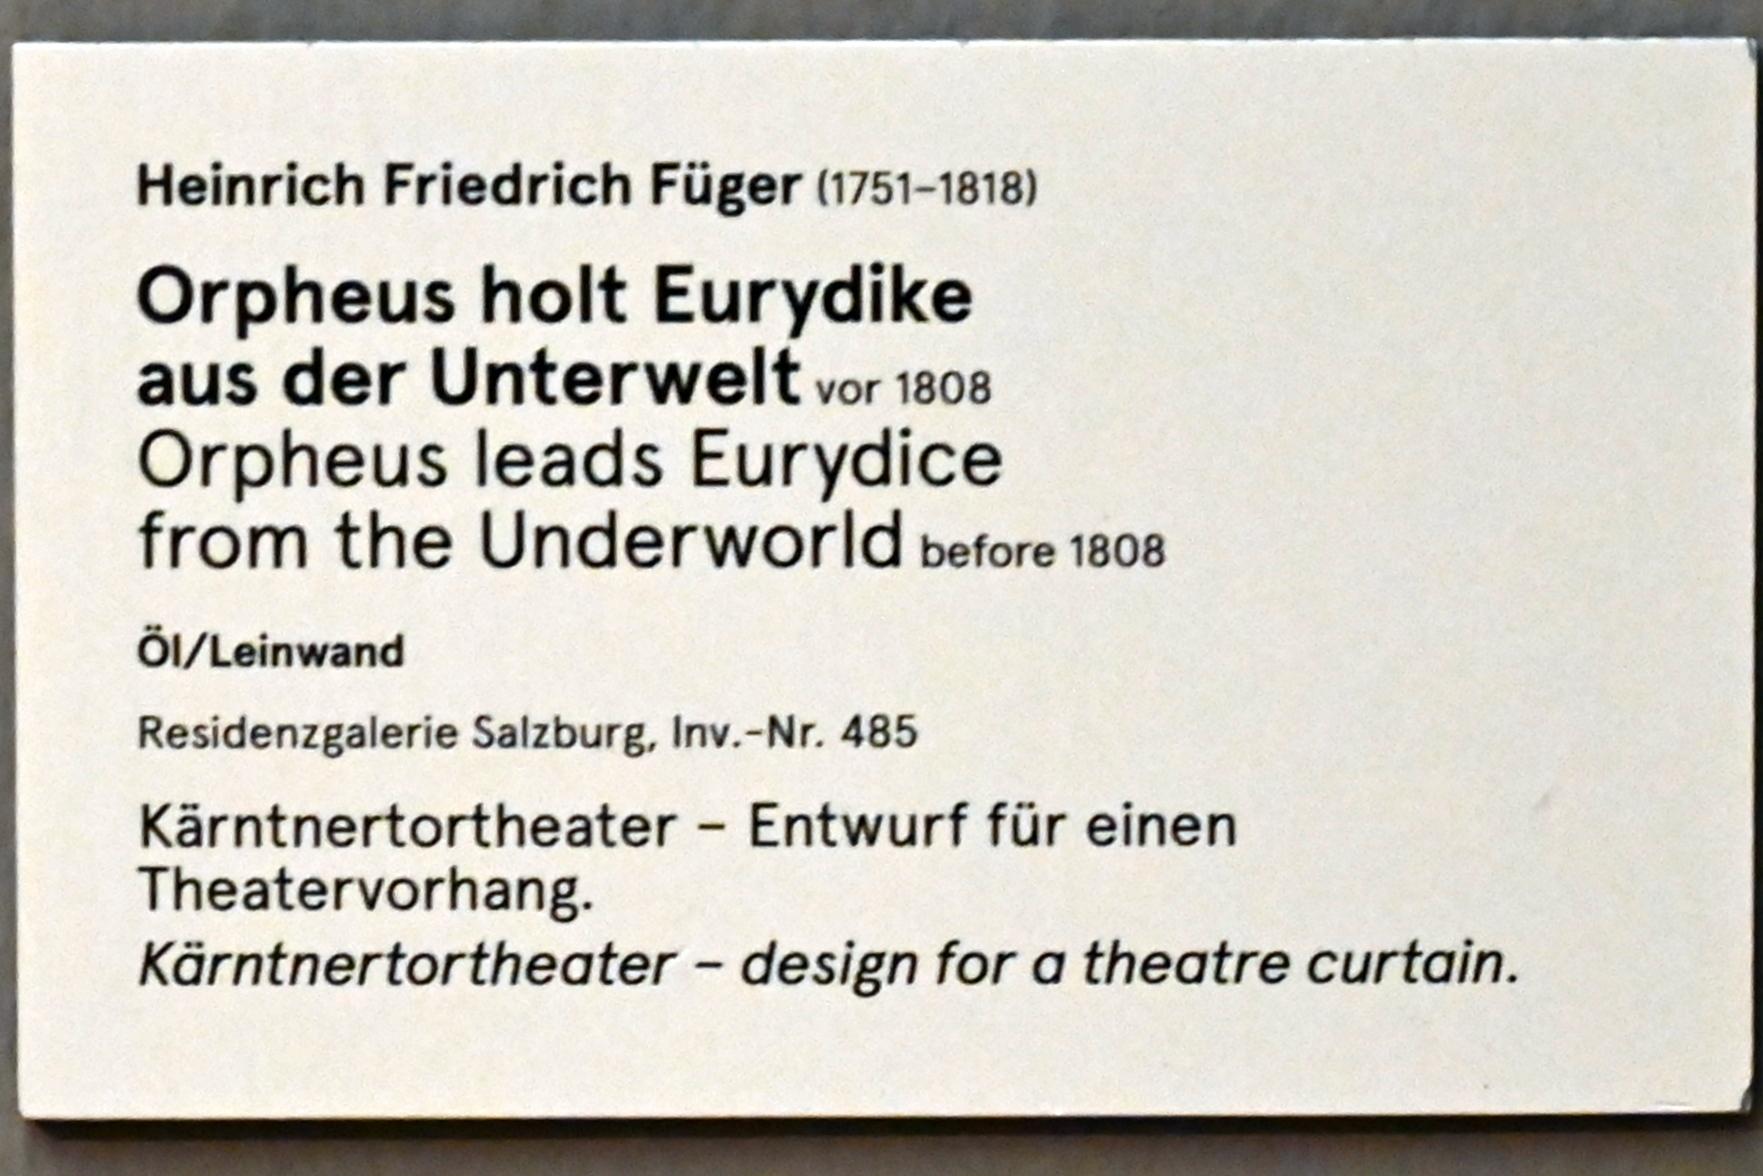 Heinrich Friedrich Füger (1751–1818)
Orpheus holt Eurydike
aus der Unterwelt vor 1808
Orpheus leads Eurydice
from the Underworld before 1808
Öl/Leinwand
Residenzgalerie Salzburg, Inv.-Nr. 485
Kärntnertortheater – Entwurf für einen
Theatervorhang.
Kärntnertortheater – design for a theatre curtain.